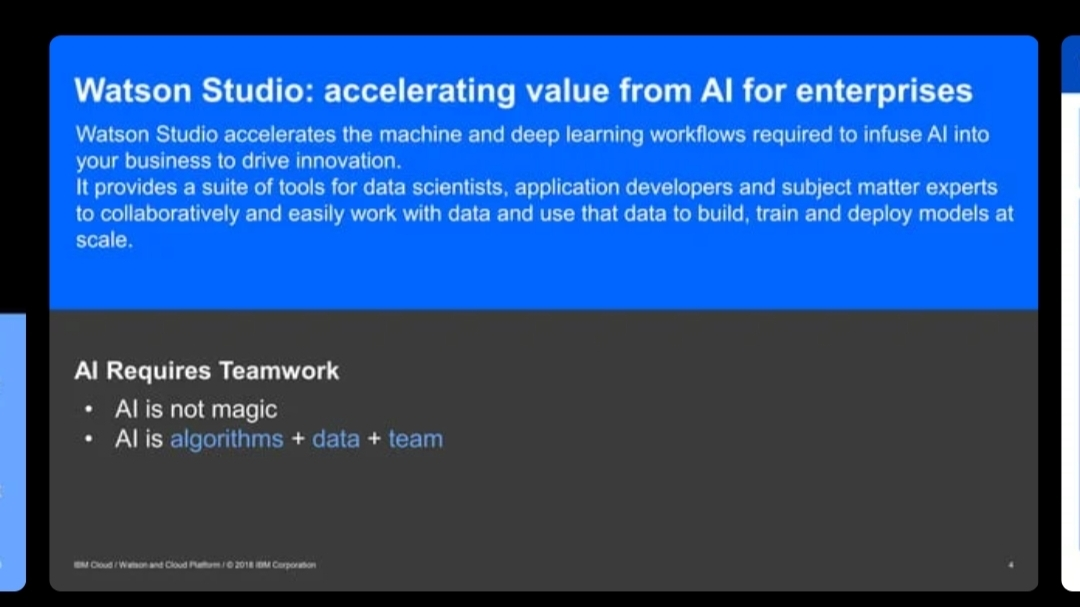 Watson Studio: accelerating value from AI for enterprises
Watson Studio accelerates the machine and deep learning workflows required to infuse AI into
your business to drive innovation.
It provides a suite of tools for data scientists, application developers and subject matter experts
to collaboratively and easily work with data and use that data to build, train and deploy models at
scale.
AI Requires Teamwork
• AI is not magic
• AI is algorithms + data + team
IBM Cloud / Watson and Cloud Platform / © 2018 IBM Corporation
4